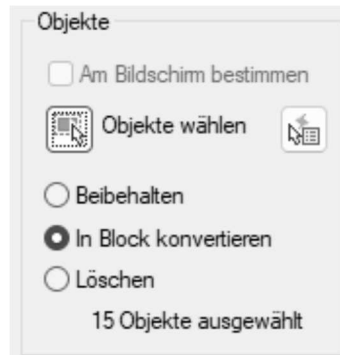 Objekte
Am Bildschirm bestimmen
Objekte wählen
Beibehalten
In Block konvertieren
Löschen
15 Objekte ausgewählt